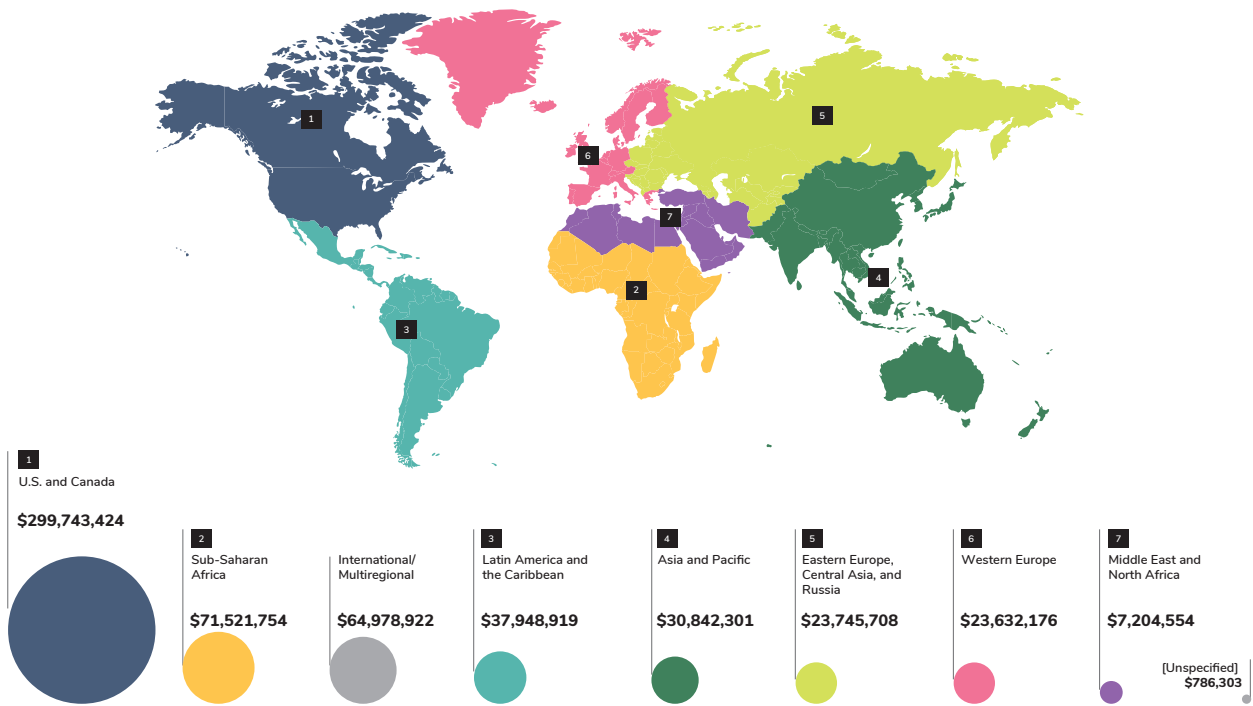 1
5
6
7
4
2
3
1
U.S. and Canada
$299,743,424
2
Sub-Saharan
Africa
$71,521,754
International/
Multiregional
$64,978,922
3
Latin America and
the Caribbean
$37,948,919
4
Asia and Pacific
$30,842,301
5
Eastern Europe,
Central Asia, and
Russia
$23,745,708
6
Western Europe
$23,632,176
7
Middle East and
North Africa
$7,204,554
[Unspecified]
$786,303